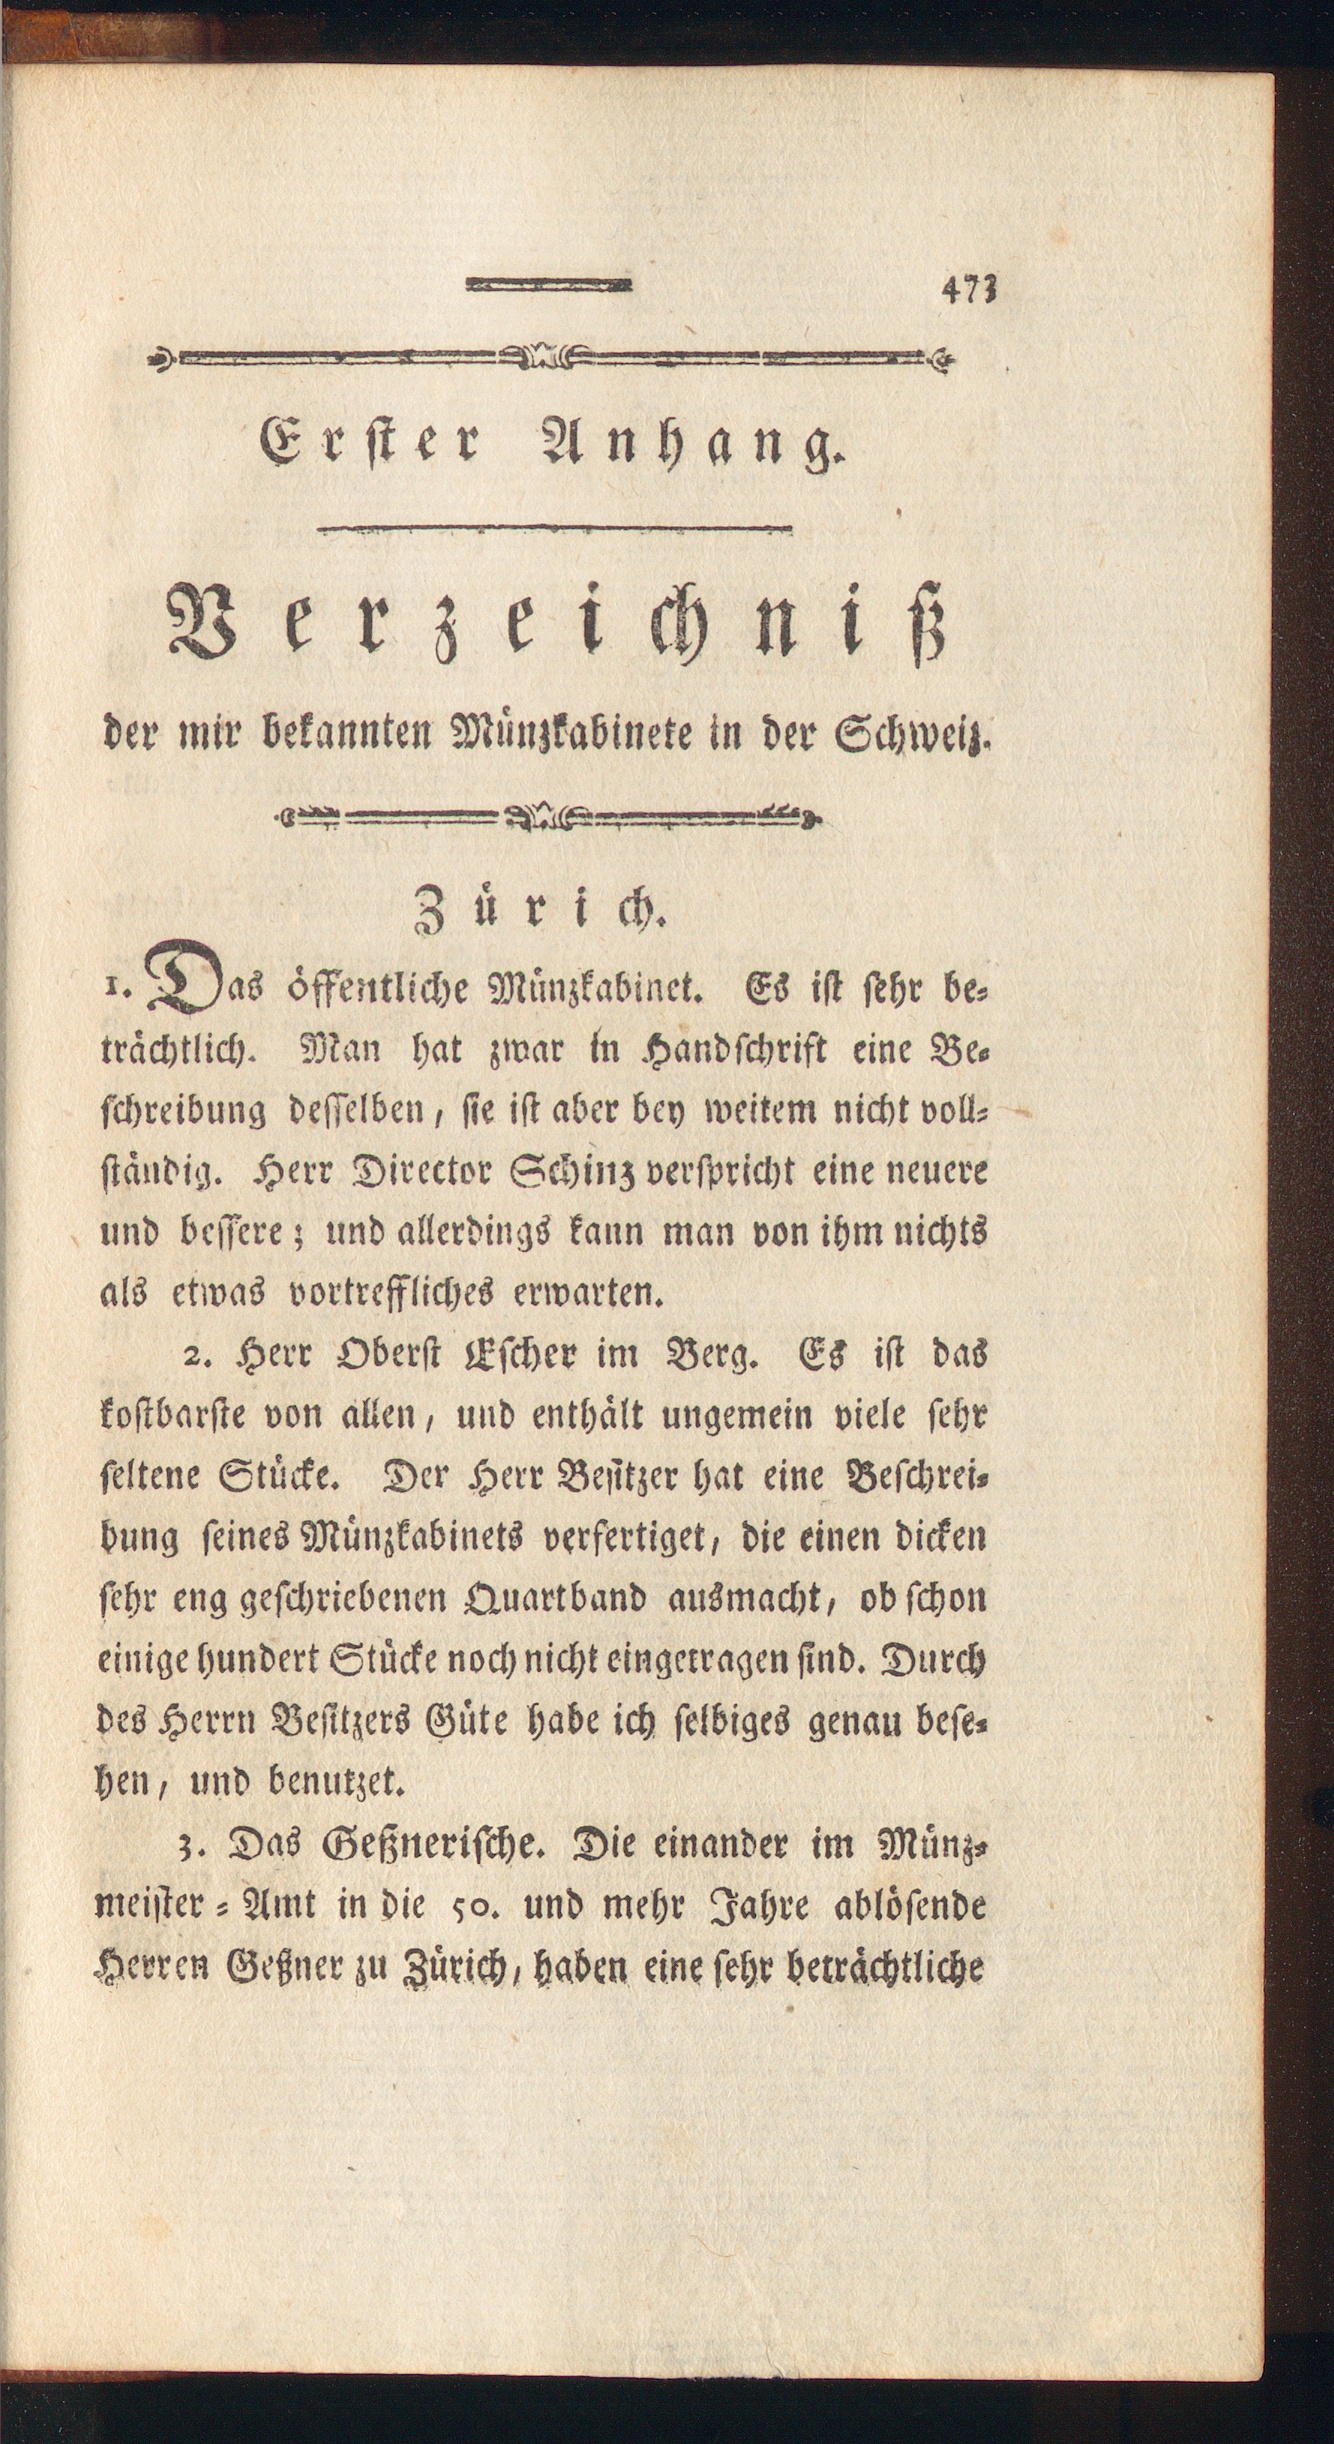 473
Erſter Anhang.
Verzeichniß
der mir bekannten Münzkabinete in der Schweiz.
Zürich.
1. Das öffentliche Münzkabinet. Es iſt ſehr be⸗
trächtlich. Man hat zwar in Handſchrift eine Be⸗
ſchreibung deſſelben, ſie iſt aber bey weitem nicht voll⸗
ſtändig. Herr Director Schinz verſpricht eine neuere
und beſſere; und allerdings kann man von ihm nichts
als etwas vortreffliches erwarten.
2. Herr Oberſt Eſcher im Berg. Es iſt das
koſtbarſte von allen, und enthält ungemein viele ſehr
ſeltene Stücke. Der Herr Beſitzer hat eine Beſchrei⸗
bung ſeines Münzkabinets verfertiget, die einen dicken
ſehr eng geſchriebenen Quartband ausmacht, ob ſchon
einige hundert Stücke noch nicht eingetragen ſind. Durch
des Herrn Beſitzers Güte habe ich ſelbiges genau beſe⸗
hen, und benutzet.
3. Das Geßneriſche. Die einander im Münz⸗
meiſter⸗Amt in die 50. und mehr Jahre ablöſende
Herren Geßner zu Zürich, haben eine ſehr beträchtliche